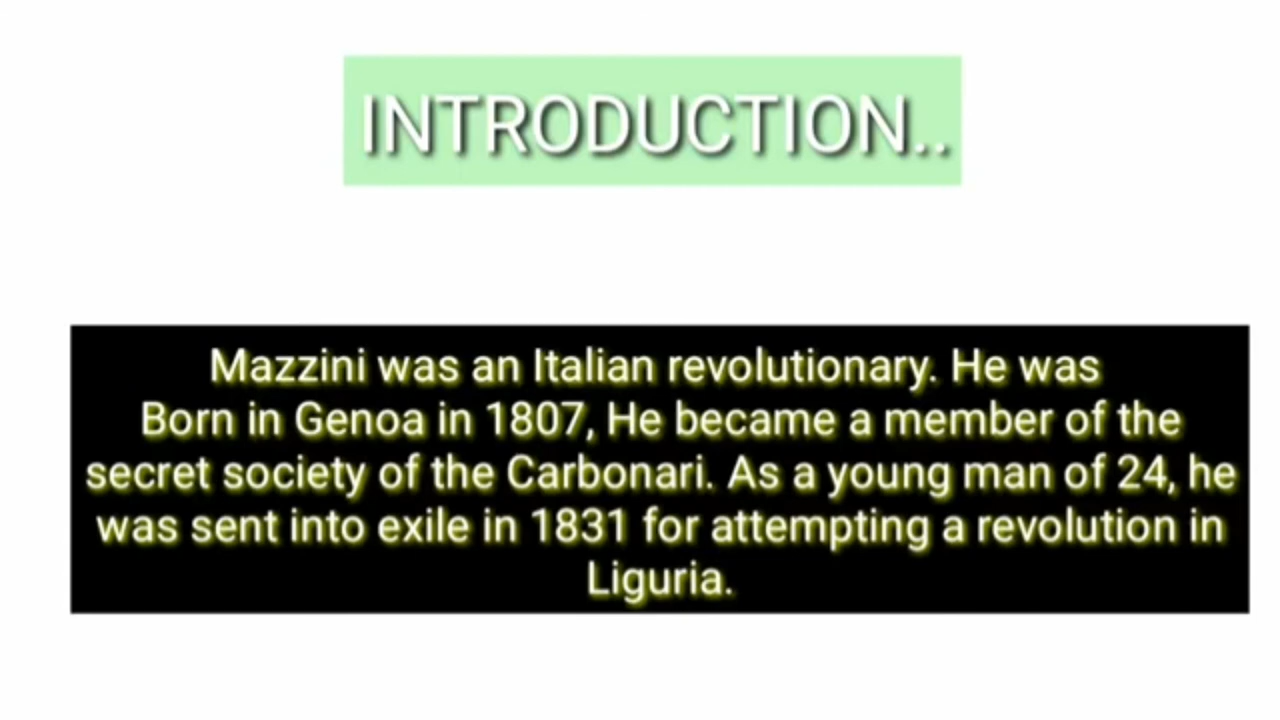 INTRODUCTION..
Mazzini was an Italian revolutionary. He was
Born in Genoa in 1807, He became a member of the
secret society of the Carbonari. As a young man of 24, he
was sent into exile in 1831 for attempting a revolution in
Liguria.